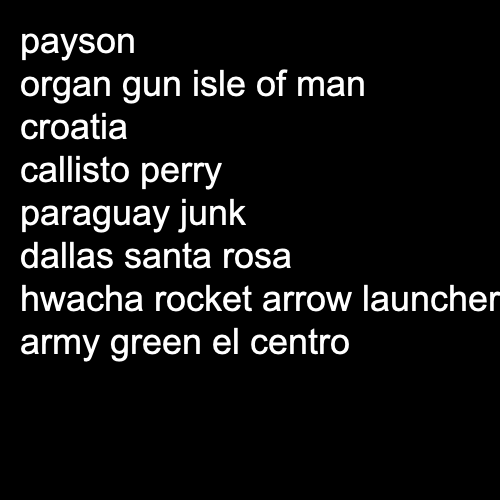 payson
organ gun isle of man
croatia
callisto perry
paraguay junk
dallas santa rosa
hwacha rocket arrow launcher
army green el centro